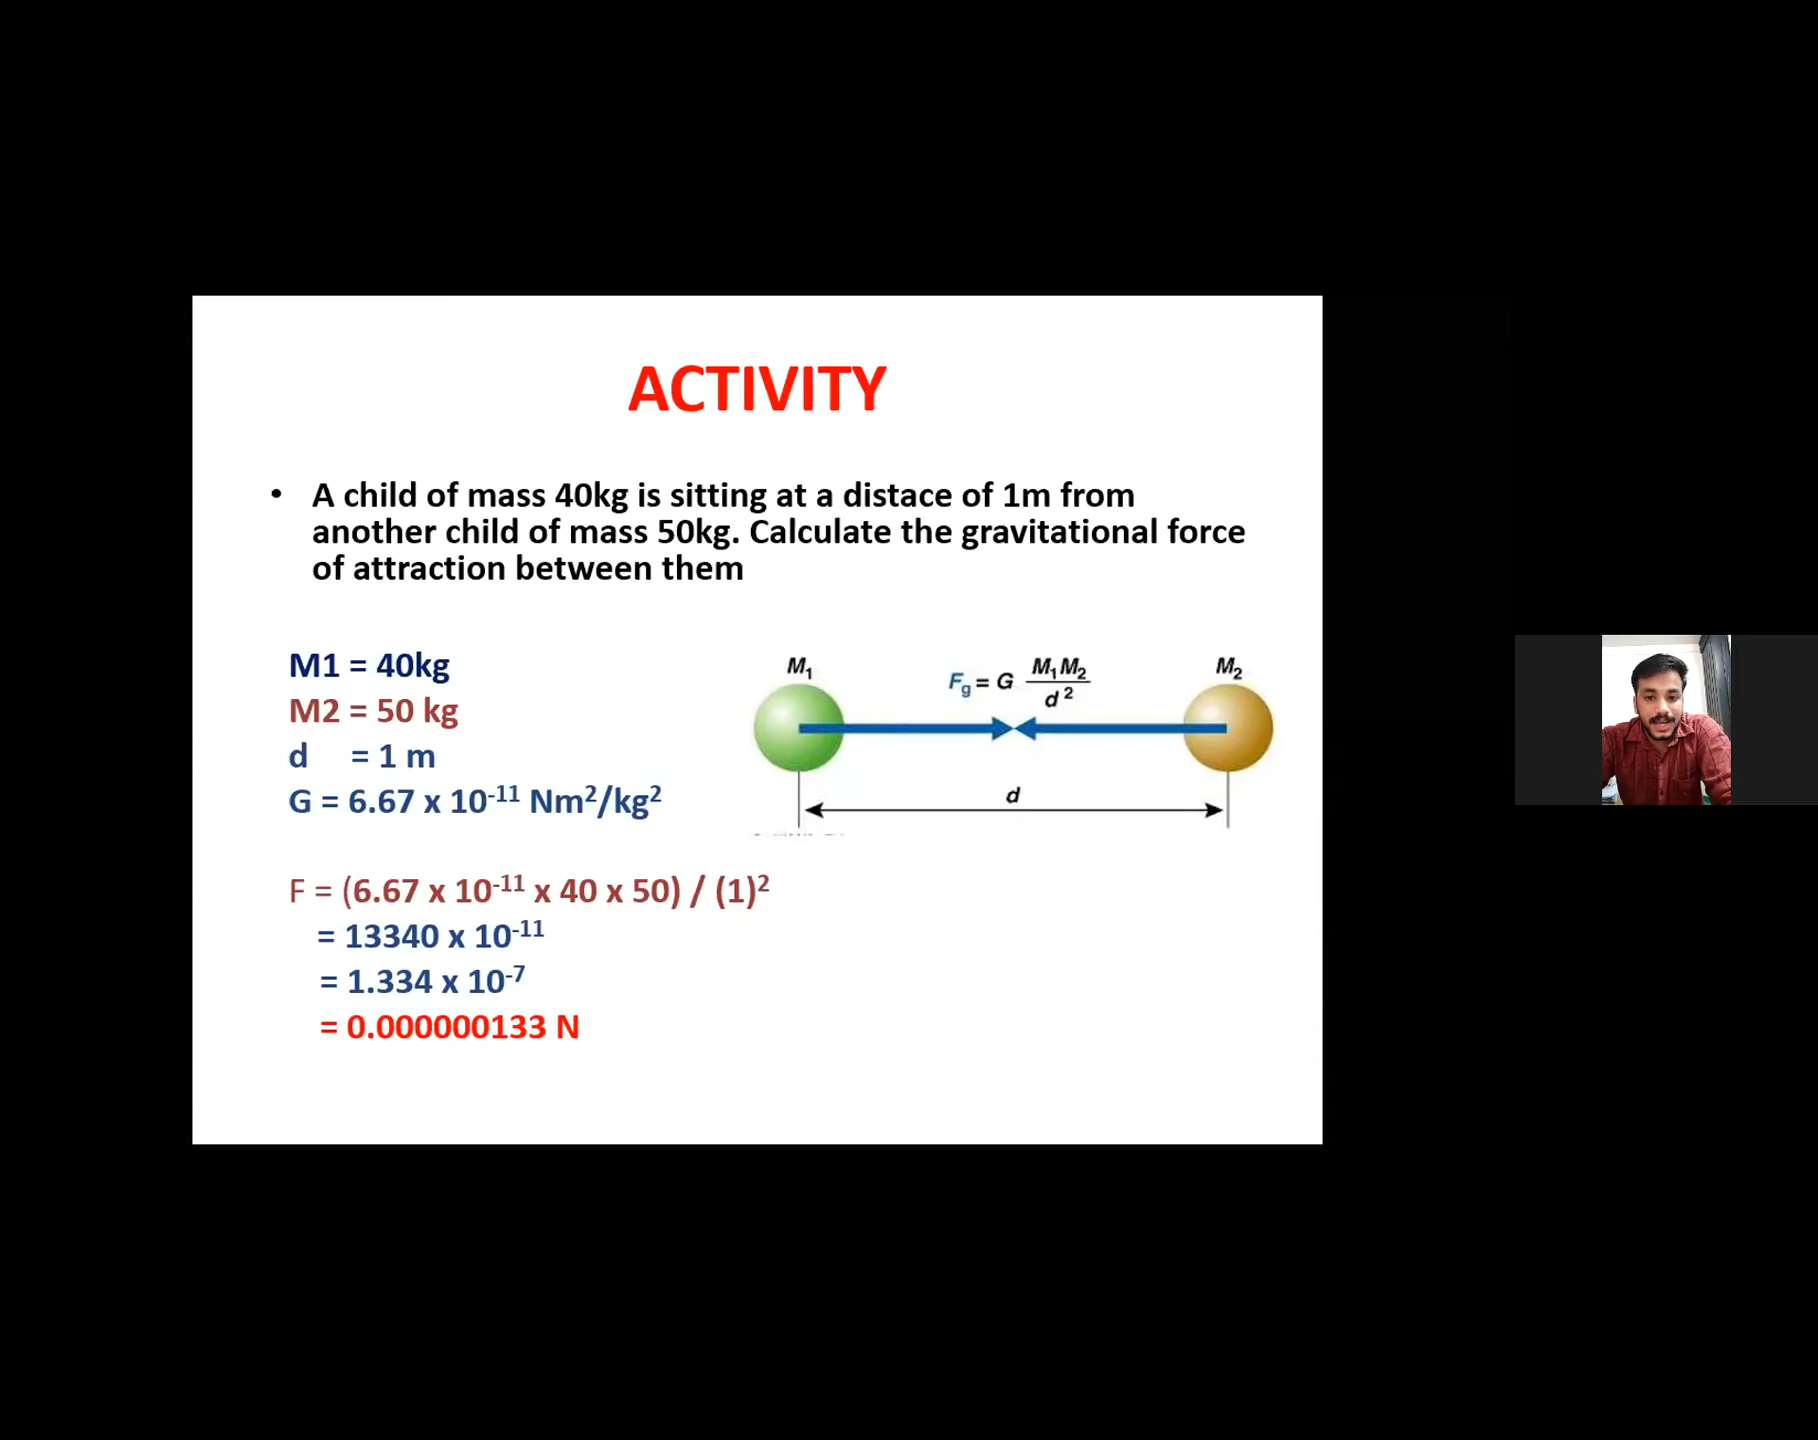 ACTIVITY
• A child of mass 40kg is sitting at a distace of 1m from
another child of mass 50kg. Calculate the gravitational force
of attraction between them
M1 = 40kg
M2 = 50 kg
d = 1 m
G = 6.67 x 10⁻¹¹ Nm²/kg²
M₁ F_g = G M₁M₂ / d² M₂
d
F = (6.67 x 10⁻¹¹ x 40 x 50) / (1)²
= 13340 x 10⁻¹¹
= 1.334 x 10⁻⁷
= 0.000000133 N